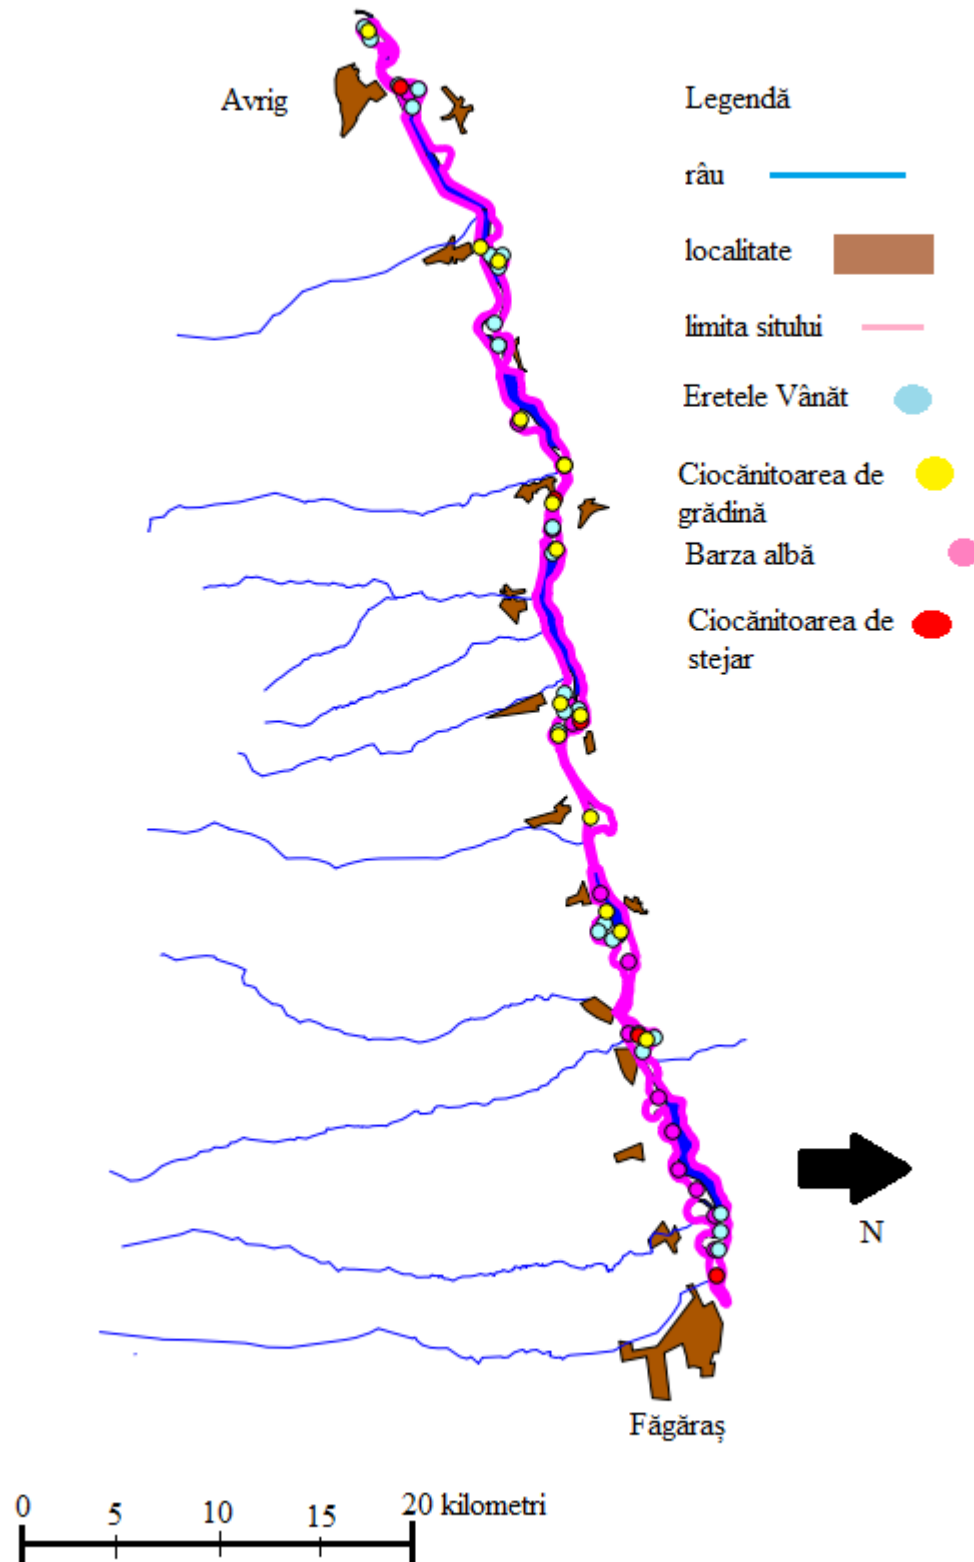 Avrig
Legendă
râu
localitate
limita sitului
Eretele Vânăt
Ciocănitoarea de
grădină
Barza albă
Ciocănitoarea de
stejar
N
Făgăraș
0 5 10 15 20 kilometri